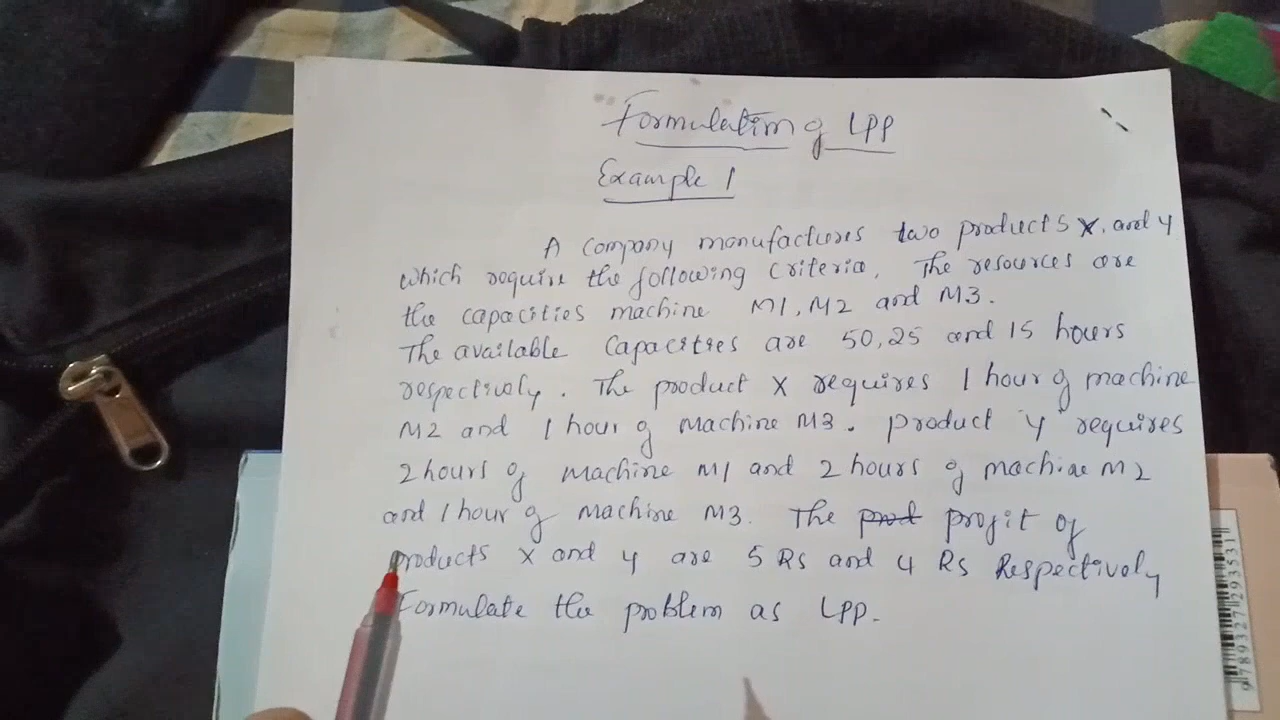 Formulation of LPP
Example 1
A company manufactures two products X, and Y
which require the following criteria. The resources are
the capacities machine M1, M2 and M3.
The available capacities are 50, 25 and 15 hours
respectively. The product X requires 1 hour of machine
M2 and 1 hour of machine M3. product 'Y' requires
2 hours of machine M1 and 2 hours of machine M2
and 1 hour of machine M3. The prod profit of
products X and Y are 5 Rs and 4 Rs Respectively
Formulate the problem as LPP.
9789327293531